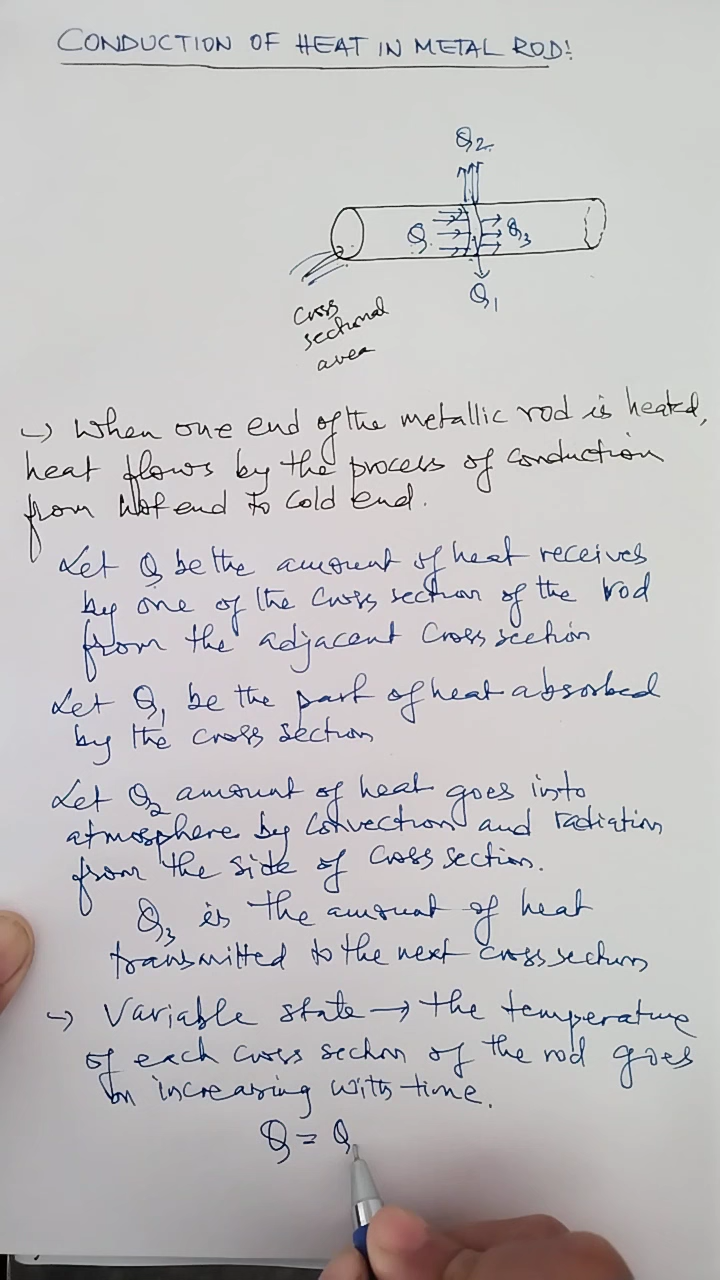 CONDUCTION OF HEAT IN METAL ROD!
Q2
Q Q3
Q1
Cross
sectional
area
↪ When one end of the metallic rod is heated,
heat flows by the process of conduction
from hot end to cold end.
Let Q be the amount of heat receives
by one of the cross section of the rod
from the adjacent cross section
Let Q1 be the part of heat absorbed
by the cross section
Let Q2 amount of heat goes into
atmosphere by convection and radiation
from the side of cross section.
Q3 is the amount of heat
transmitted to the next cross section
↪ Variable state → the temperature
of each cross section of the rod goes
on increasing with time.
Q = Q